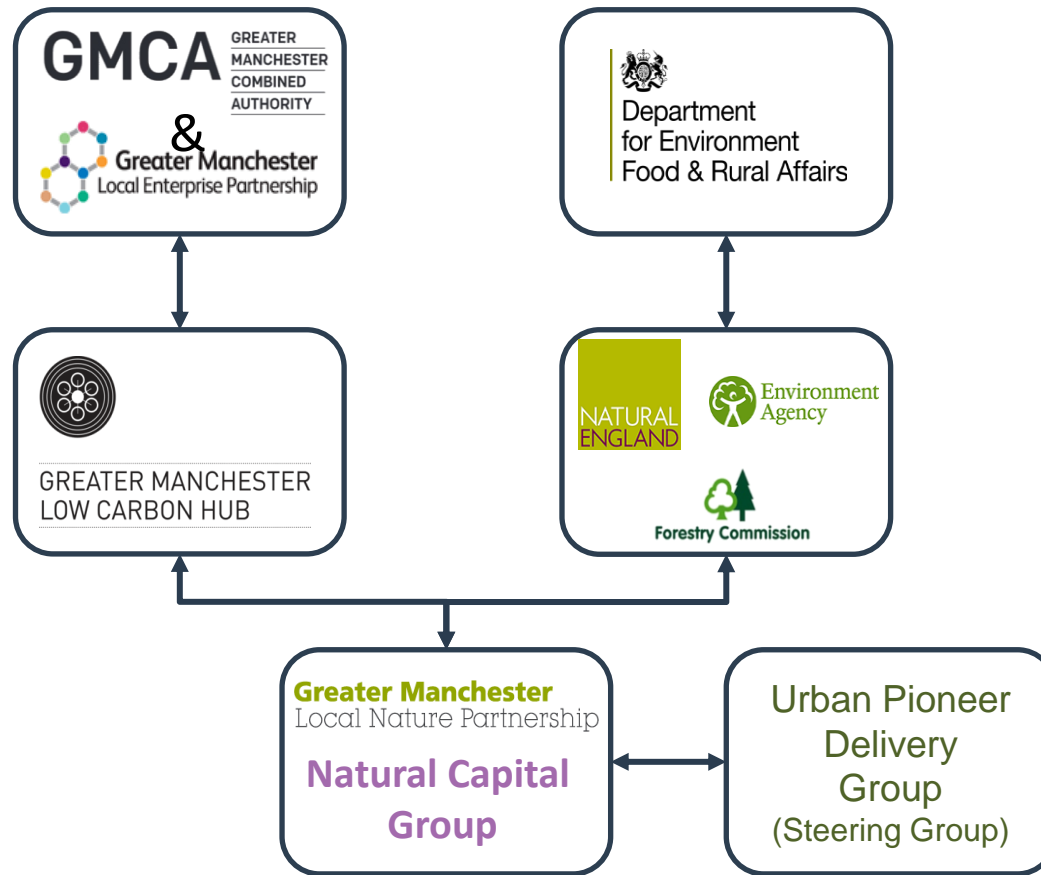 GMCA
GREATER
MANCHESTER
COMBINED
AUTHORITY
&
Greater Manchester
Local Enterprise Partnership
Department
for Environment
Food & Rural Affairs
GREATER MANCHESTER
LOW CARBON HUB
NATURAL
ENGLAND
Environment
Agency
Forestry Commission
Greater Manchester
Local Nature Partnership
Natural Capital
Group
Urban Pioneer
Delivery
Group
(Steering Group)